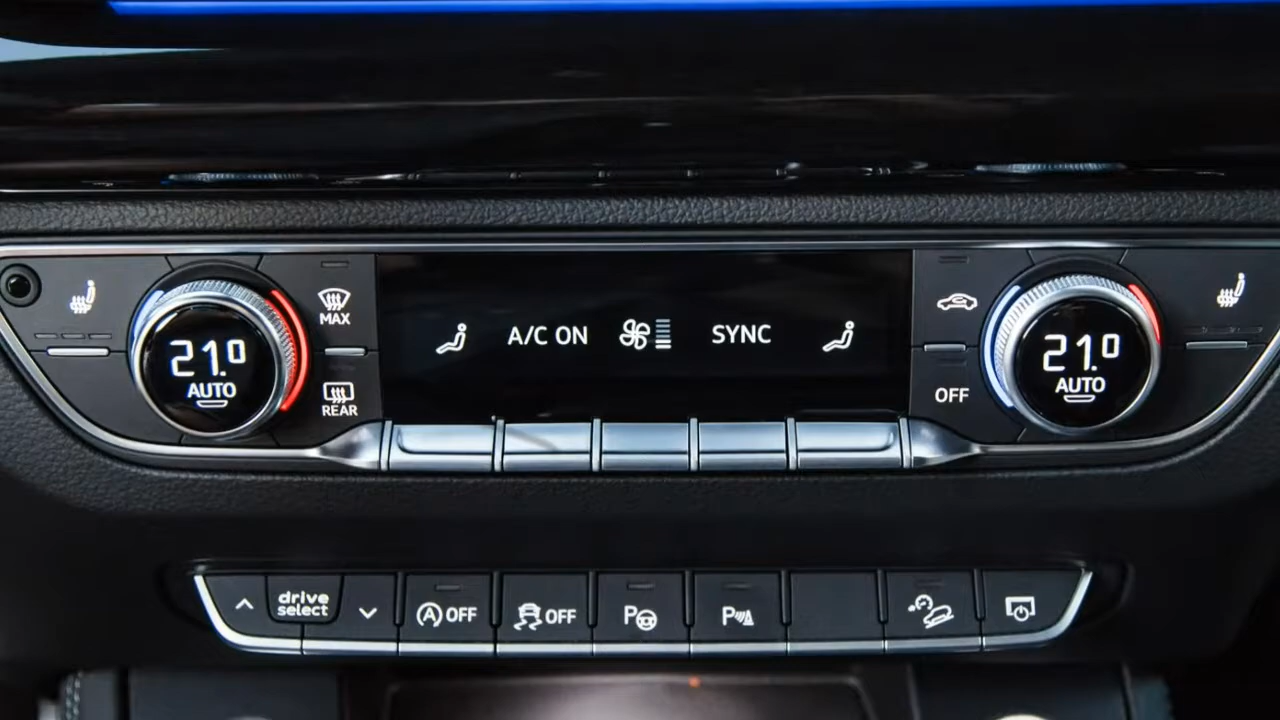 MAX
21.0
AUTO
REAR
A/C ON
SYNC
OFF
21.0
AUTO
drive
select
A OFF
OFF
P
P